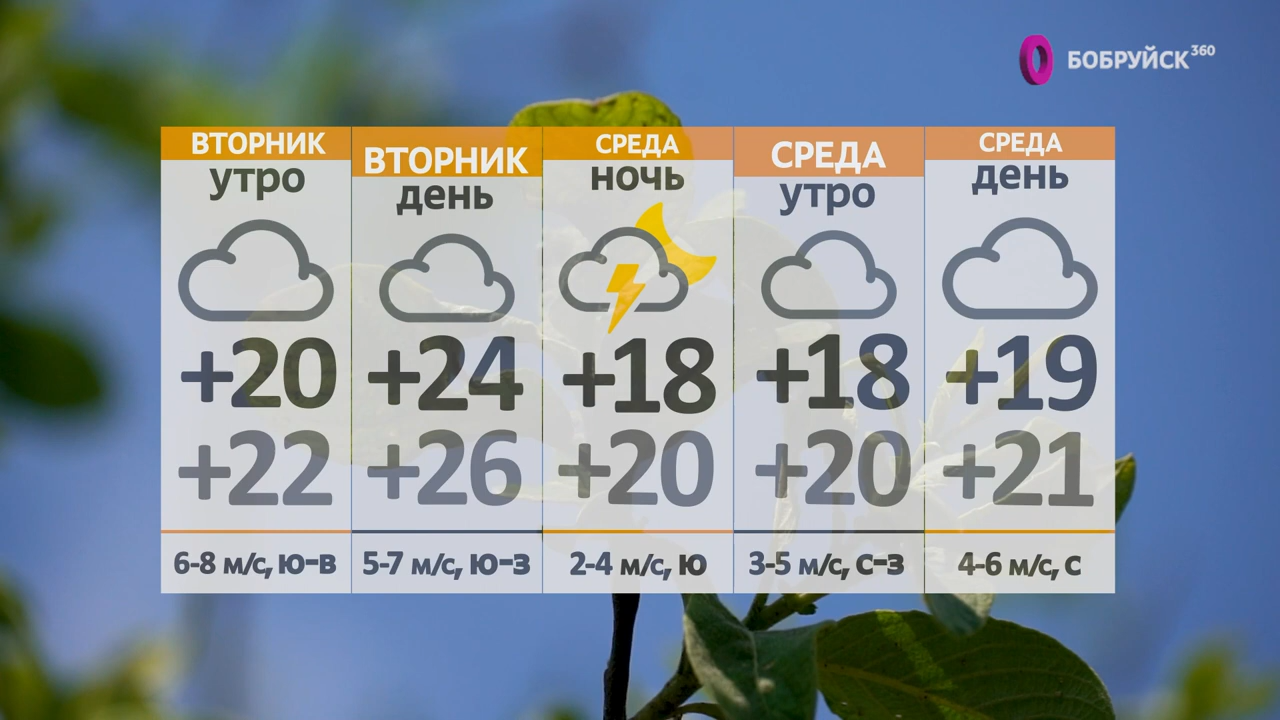 БОБРУЙСК360
ВТОРНИК
утро
+20
+22
6-8 м/с, Ю-В
ВТОРНИК
день
+24
+26
5-7 м/с, Ю-З
СРЕДА
ночь
+18
+20
2-4 м/с, Ю
СРЕДА
утро
+18
+20
3-5 м/с, С-З
СРЕДА
день
+19
+21
4-6 м/с, С